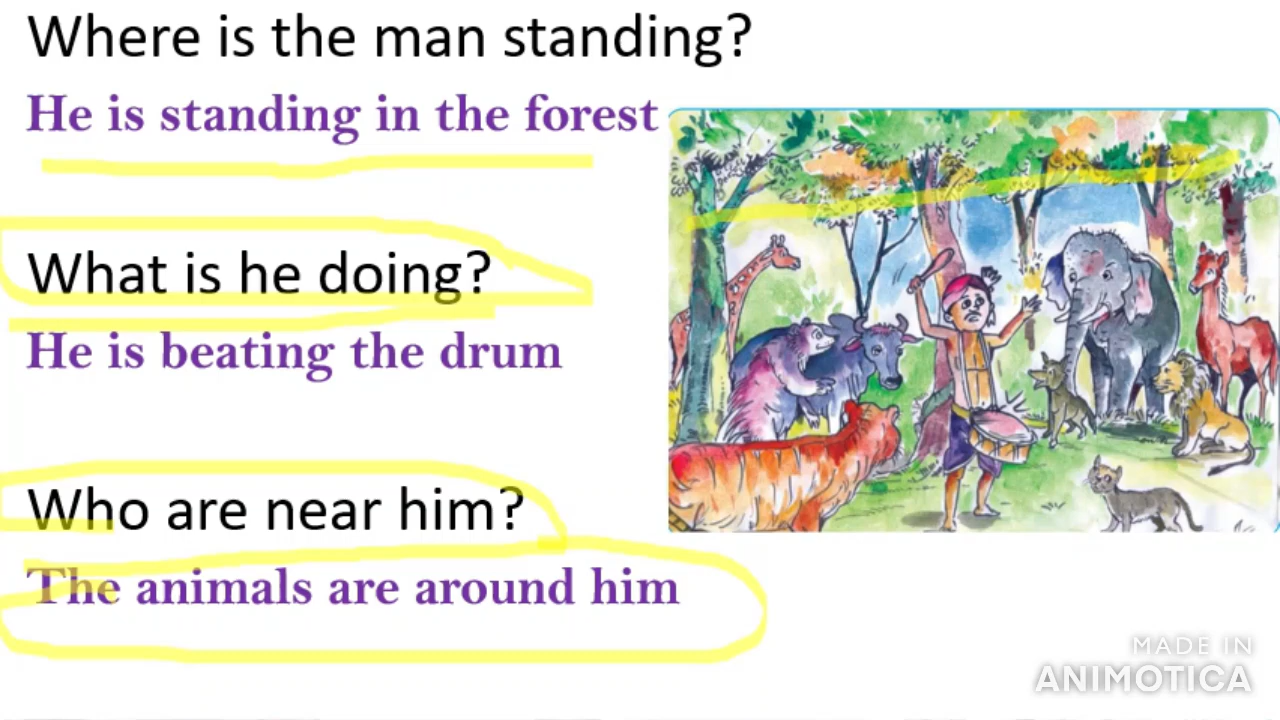 Where is the man standing?
He is standing in the forest
What is he doing?
He is beating the drum
Who are near him?
The animals are around him
MADE IN
ANIMOTICA